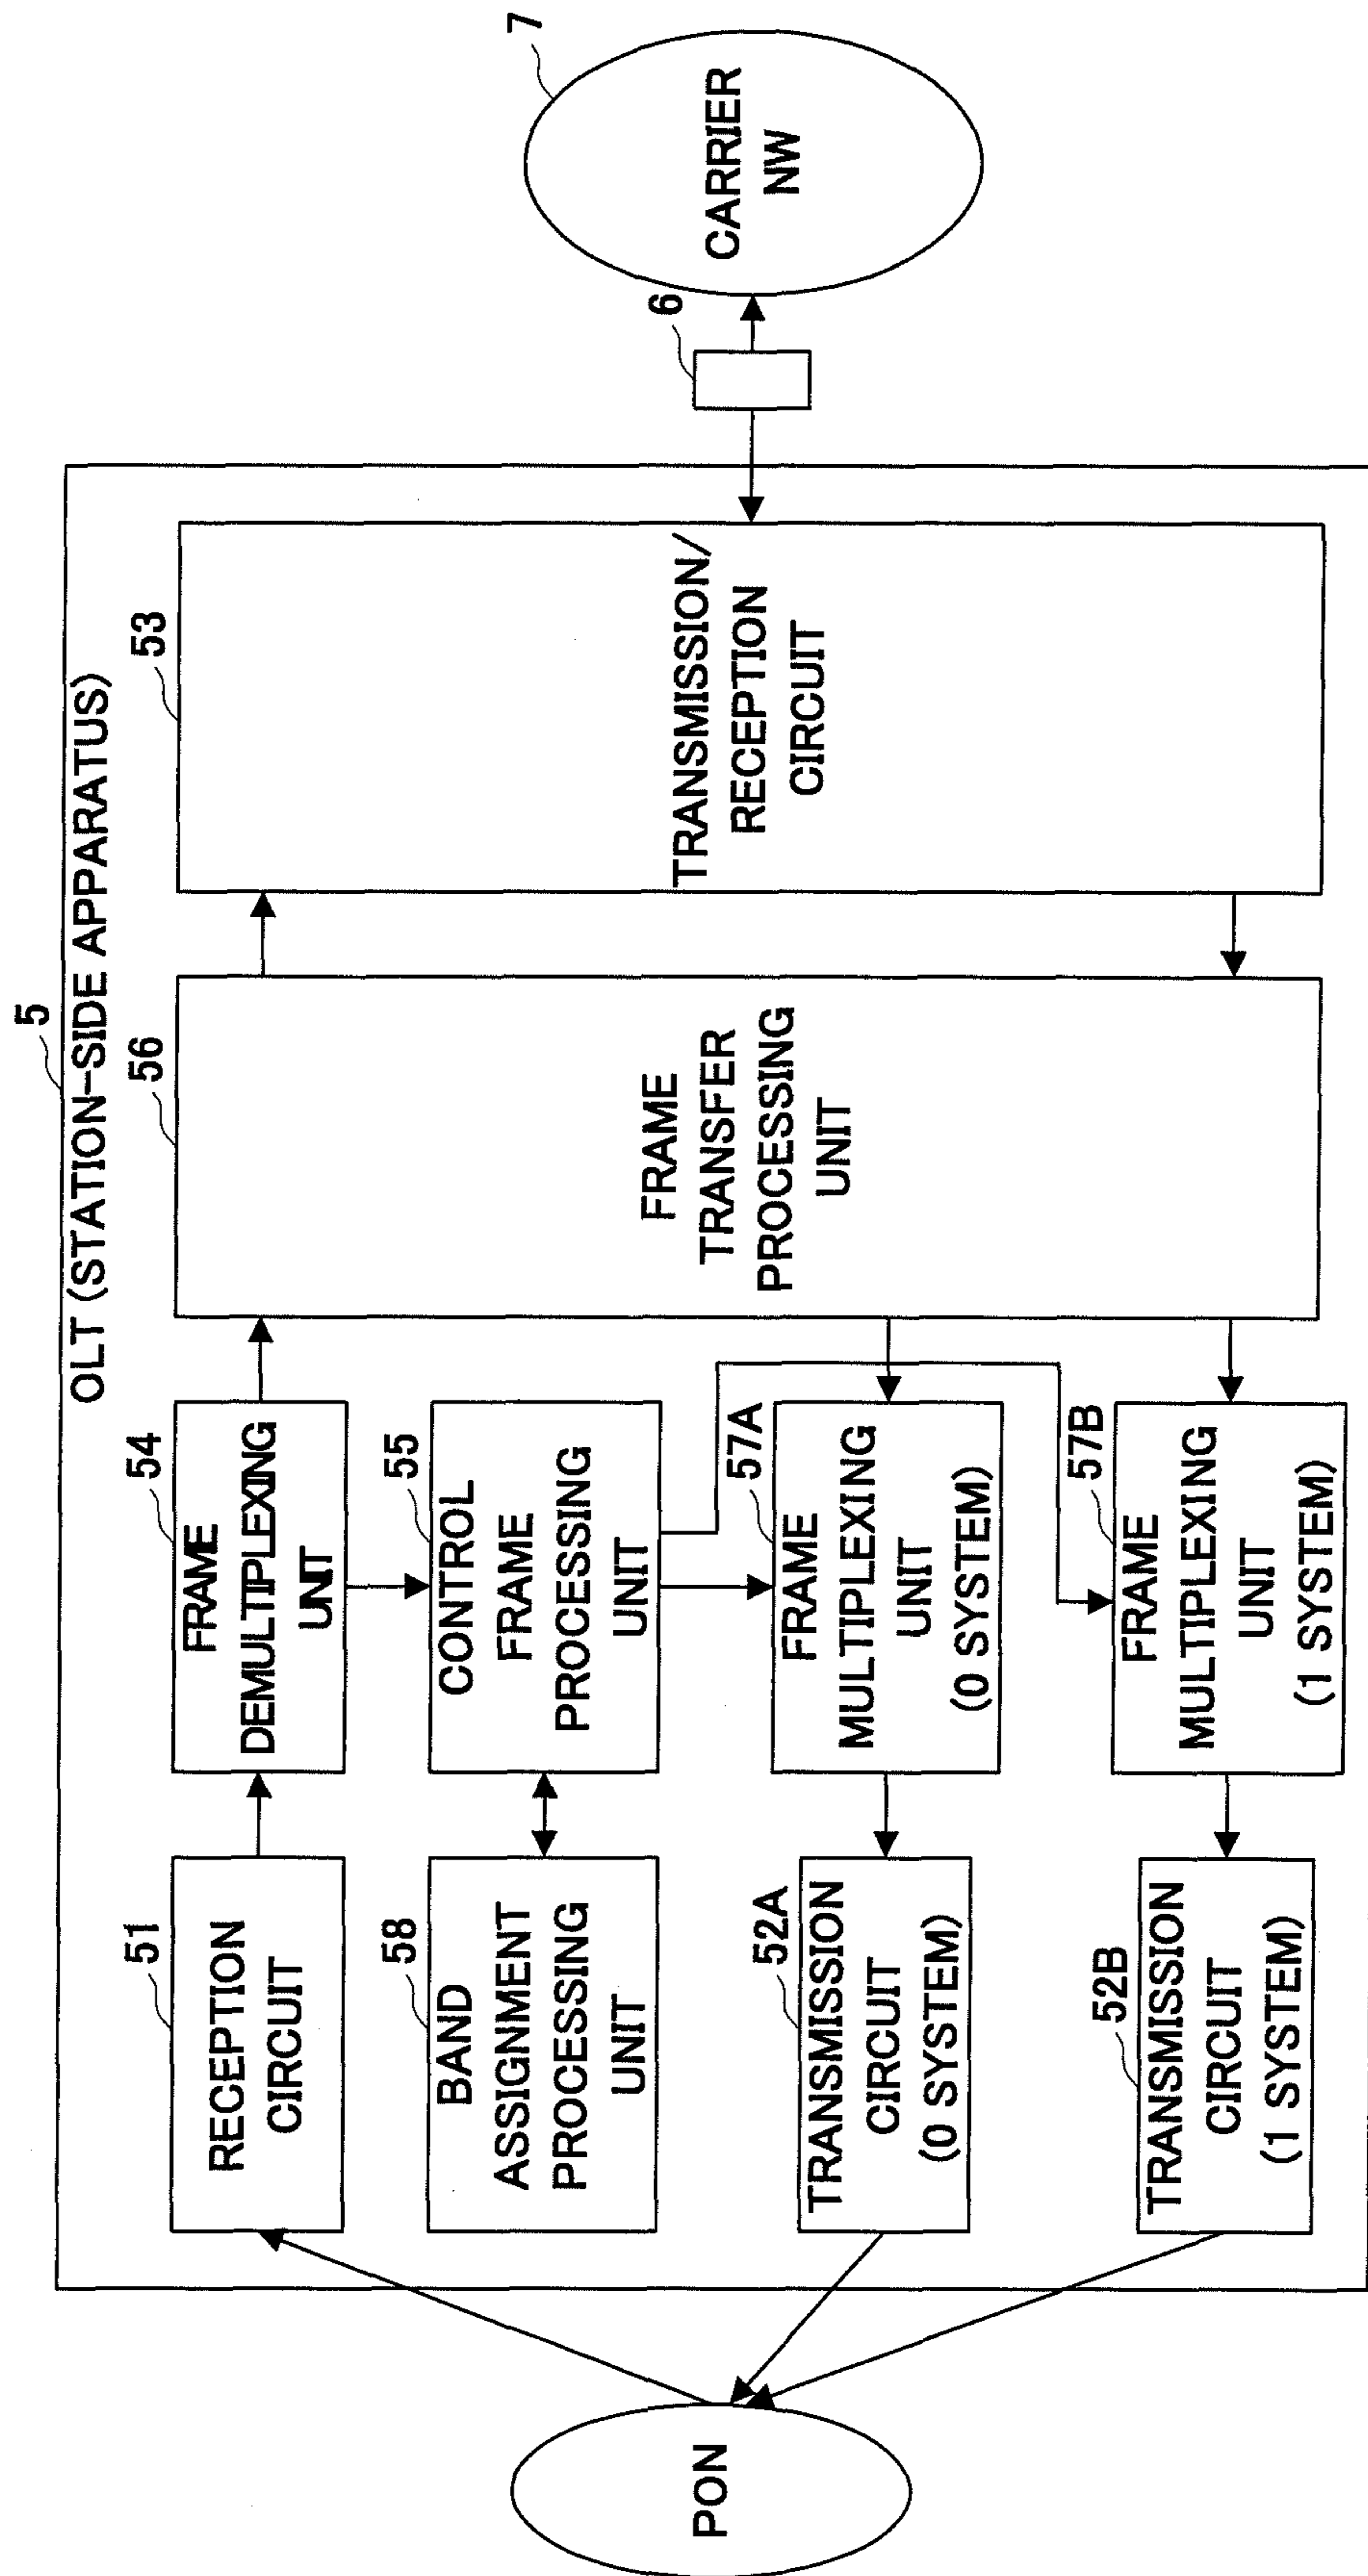 5
OLT (STATION-SIDE APPARATUS)
51
RECEPTION
CIRCUIT
54
FRAME
DEMULTIPLEXING
UNIT
58
BAND
ASSIGNMENT
PROCESSING
UNIT
55
CONTROL
FRAME
PROCESSING
UNIT
52A
TRANSMISSION
CIRCUIT
(0 SYSTEM)
57A
FRAME
MULTIPLEXING
UNIT
(0 SYSTEM)
52B
TRANSMISSION
CIRCUIT
(1 SYSTEM)
57B
FRAME
MULTIPLEXING
UNIT
(1 SYSTEM)
56
FRAME
TRANSFER
PROCESSING
UNIT
53
TRANSMISSION/
RECEPTION
CIRCUIT
6
7
CARRIER
NW
PON